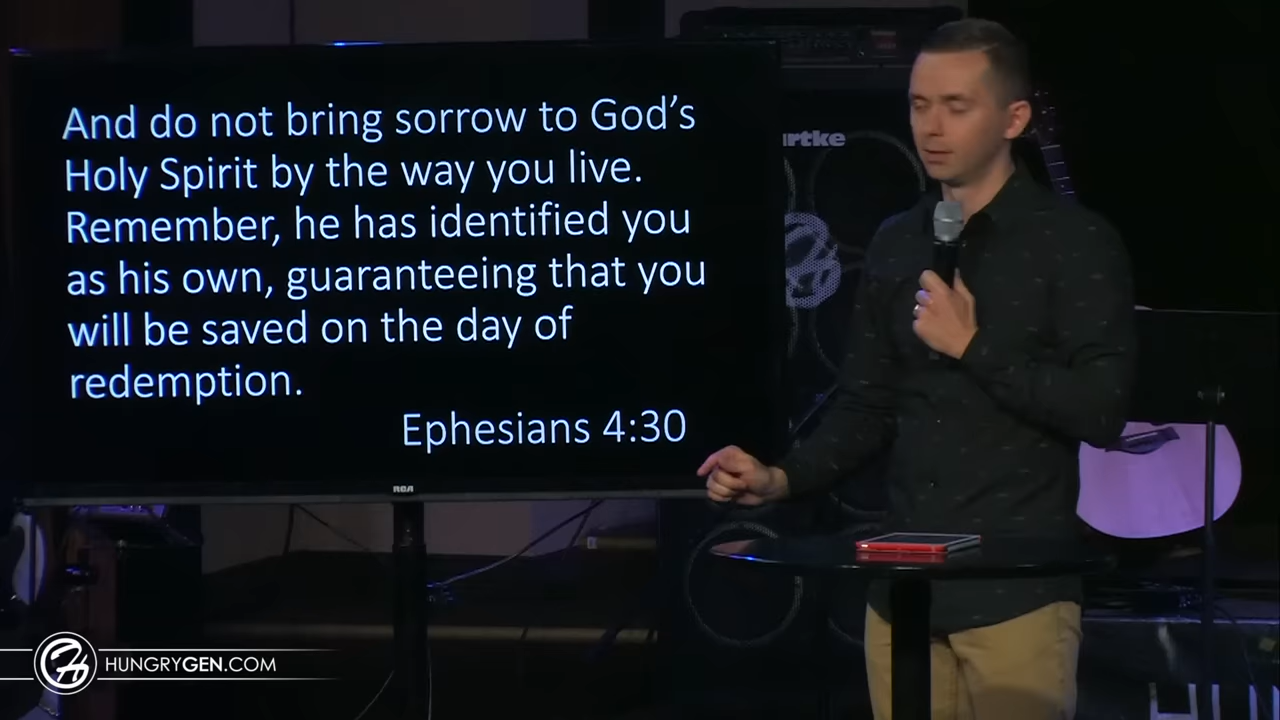 And do not bring sorrow to God's
Holy Spirit by the way you live.
Remember, he has identified you
as his own, guaranteeing that you
will be saved on the day of
redemption.
Ephesians 4:30
RCA
HUNGRYGEN.COM